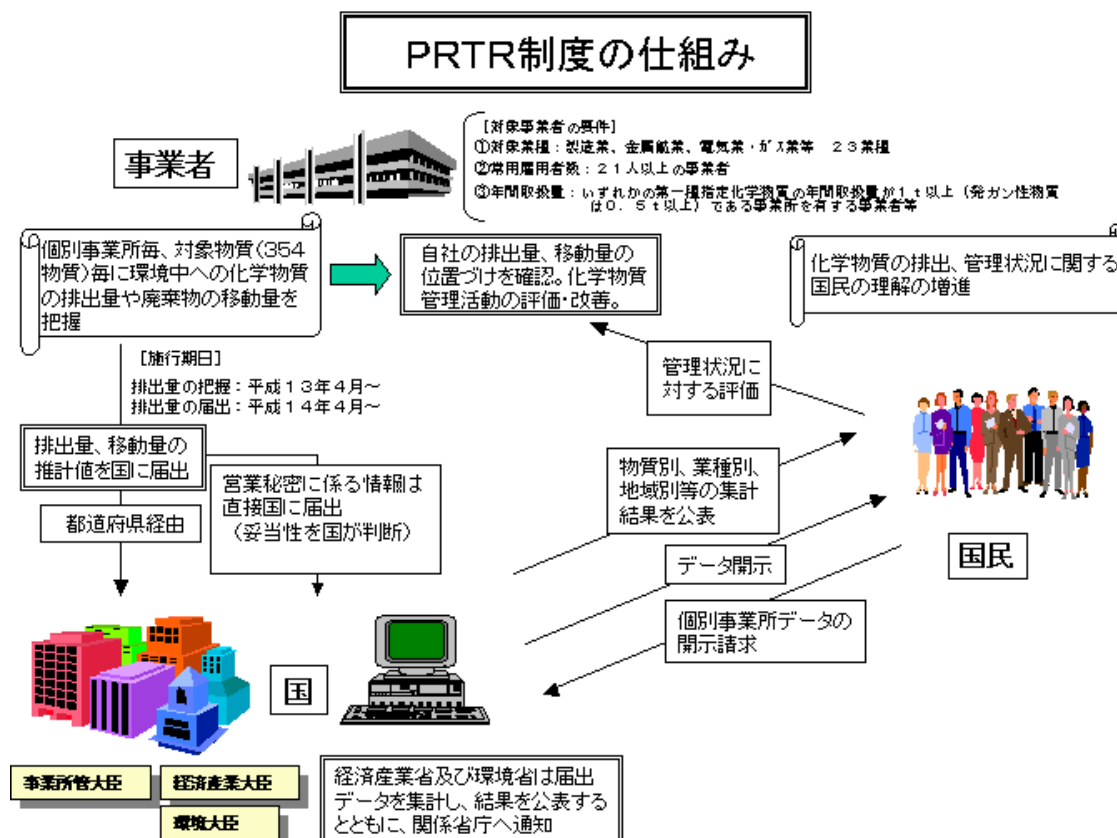 PRTR制度の仕組み
事業者
[対象事業者の要件]
①対象業種:製造業、金属鉱業、電気業・ガス業等 23業種
②常用雇用者数:21人以上の事業者
③年間取扱量:いずれかの第一種指定化学物質の年間取扱量が1t以上(発ガン性物質
は0.5t以上)である事業所を有する事業者等
個別事業所毎、対象物質(354
物質)毎に環境中への化学物質
の排出量や廃棄物の移動量を
把握
自社の排出量、移動量の
位置づけを確認。化学物質
管理活動の評価・改善。
化学物質の排出、管理状況に関する
国民の理解の増進
[施行期日]
排出量の把握:平成13年4月~
排出量の届出:平成14年4月~
管理状況に
対する評価
排出量、移動量の
推計値を国に届出
営業秘密に係る情報は
直接国に届出
(妥当性を国が判断)
都道府県経由
物質別、業種別、
地域別等の集計
結果を公表
データ開示
国民
個別事業所データの
開示請求
国
事業所管大臣
経済産業大臣
環境大臣
経済産業省及び環境省は届出
データを集計し、結果を公表する
とともに、関係省庁へ通知